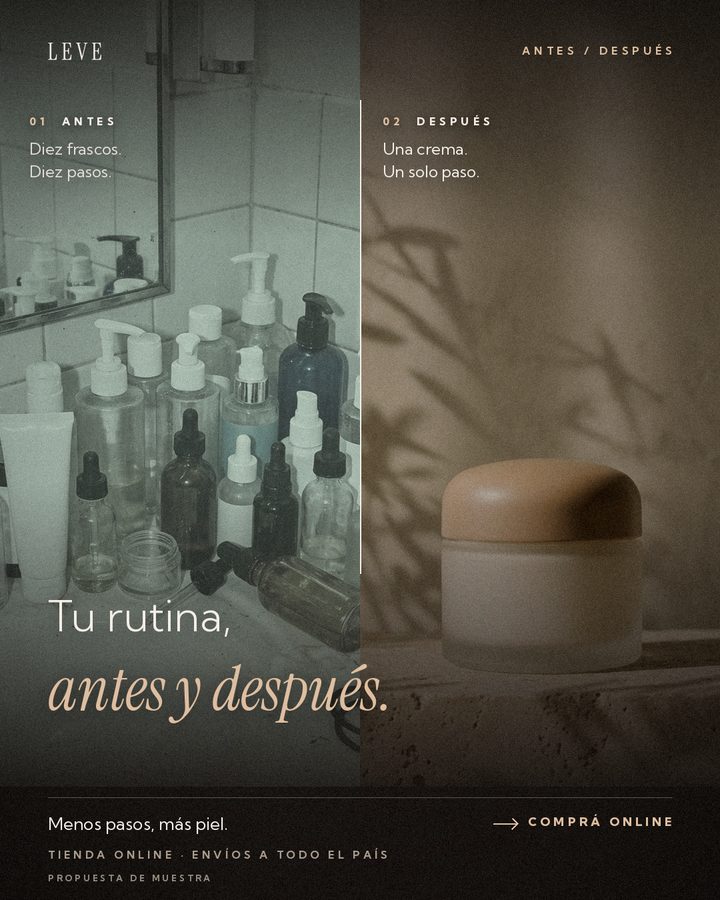 LEVE
ANTES / DESPUÉS
01 ANTES
Diez frascos.
Diez pasos.
02 DESPUÉS
Una crema.
Un solo paso.
Tu rutina,
antes y después.
Menos pasos, más piel.
→ COMPRÁ ONLINE
TIENDA ONLINE · ENVÍOS A TODO EL PAÍS
PROPUESTA DE MUESTRA